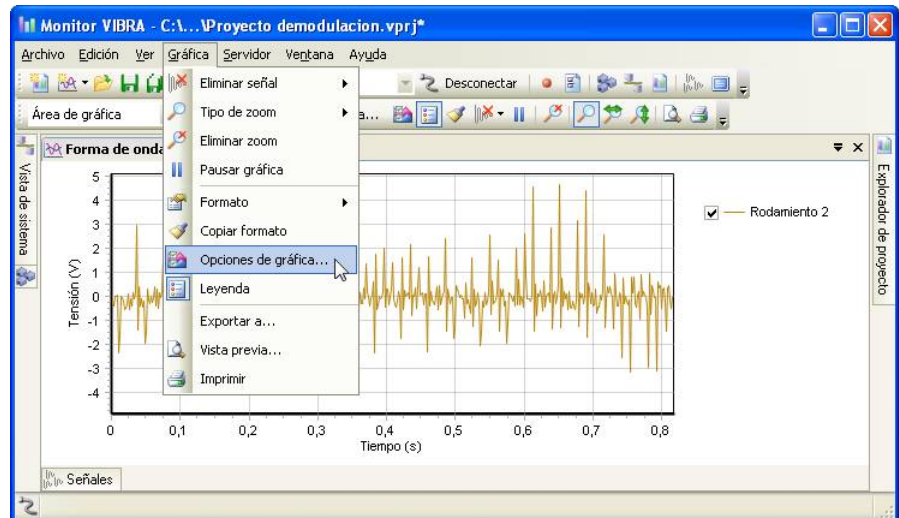 Monitor VIBRA - C:\...\Proyecto demodulacion.vprj*
Archivo Edición Ver Gráfica Servidor Ventana Ayuda
Desconectar
Área de gráfica
a...
Eliminar señal
Tipo de zoom
Eliminar zoom
Pausar gráfica
Formato
Copiar formato
Opciones de gráfica...
Leyenda
Exportar a...
Vista previa...
Imprimir
Vista de sistema
Forma de onda
Explorador de proyecto
Rodamiento 2
Tensión (V)
5
4
3
2
1
0
-1
-2
-3
-4
0 0,1 0,2 0,3 0,4 0,5 0,6 0,7 0,8
Tiempo (s)
Señales